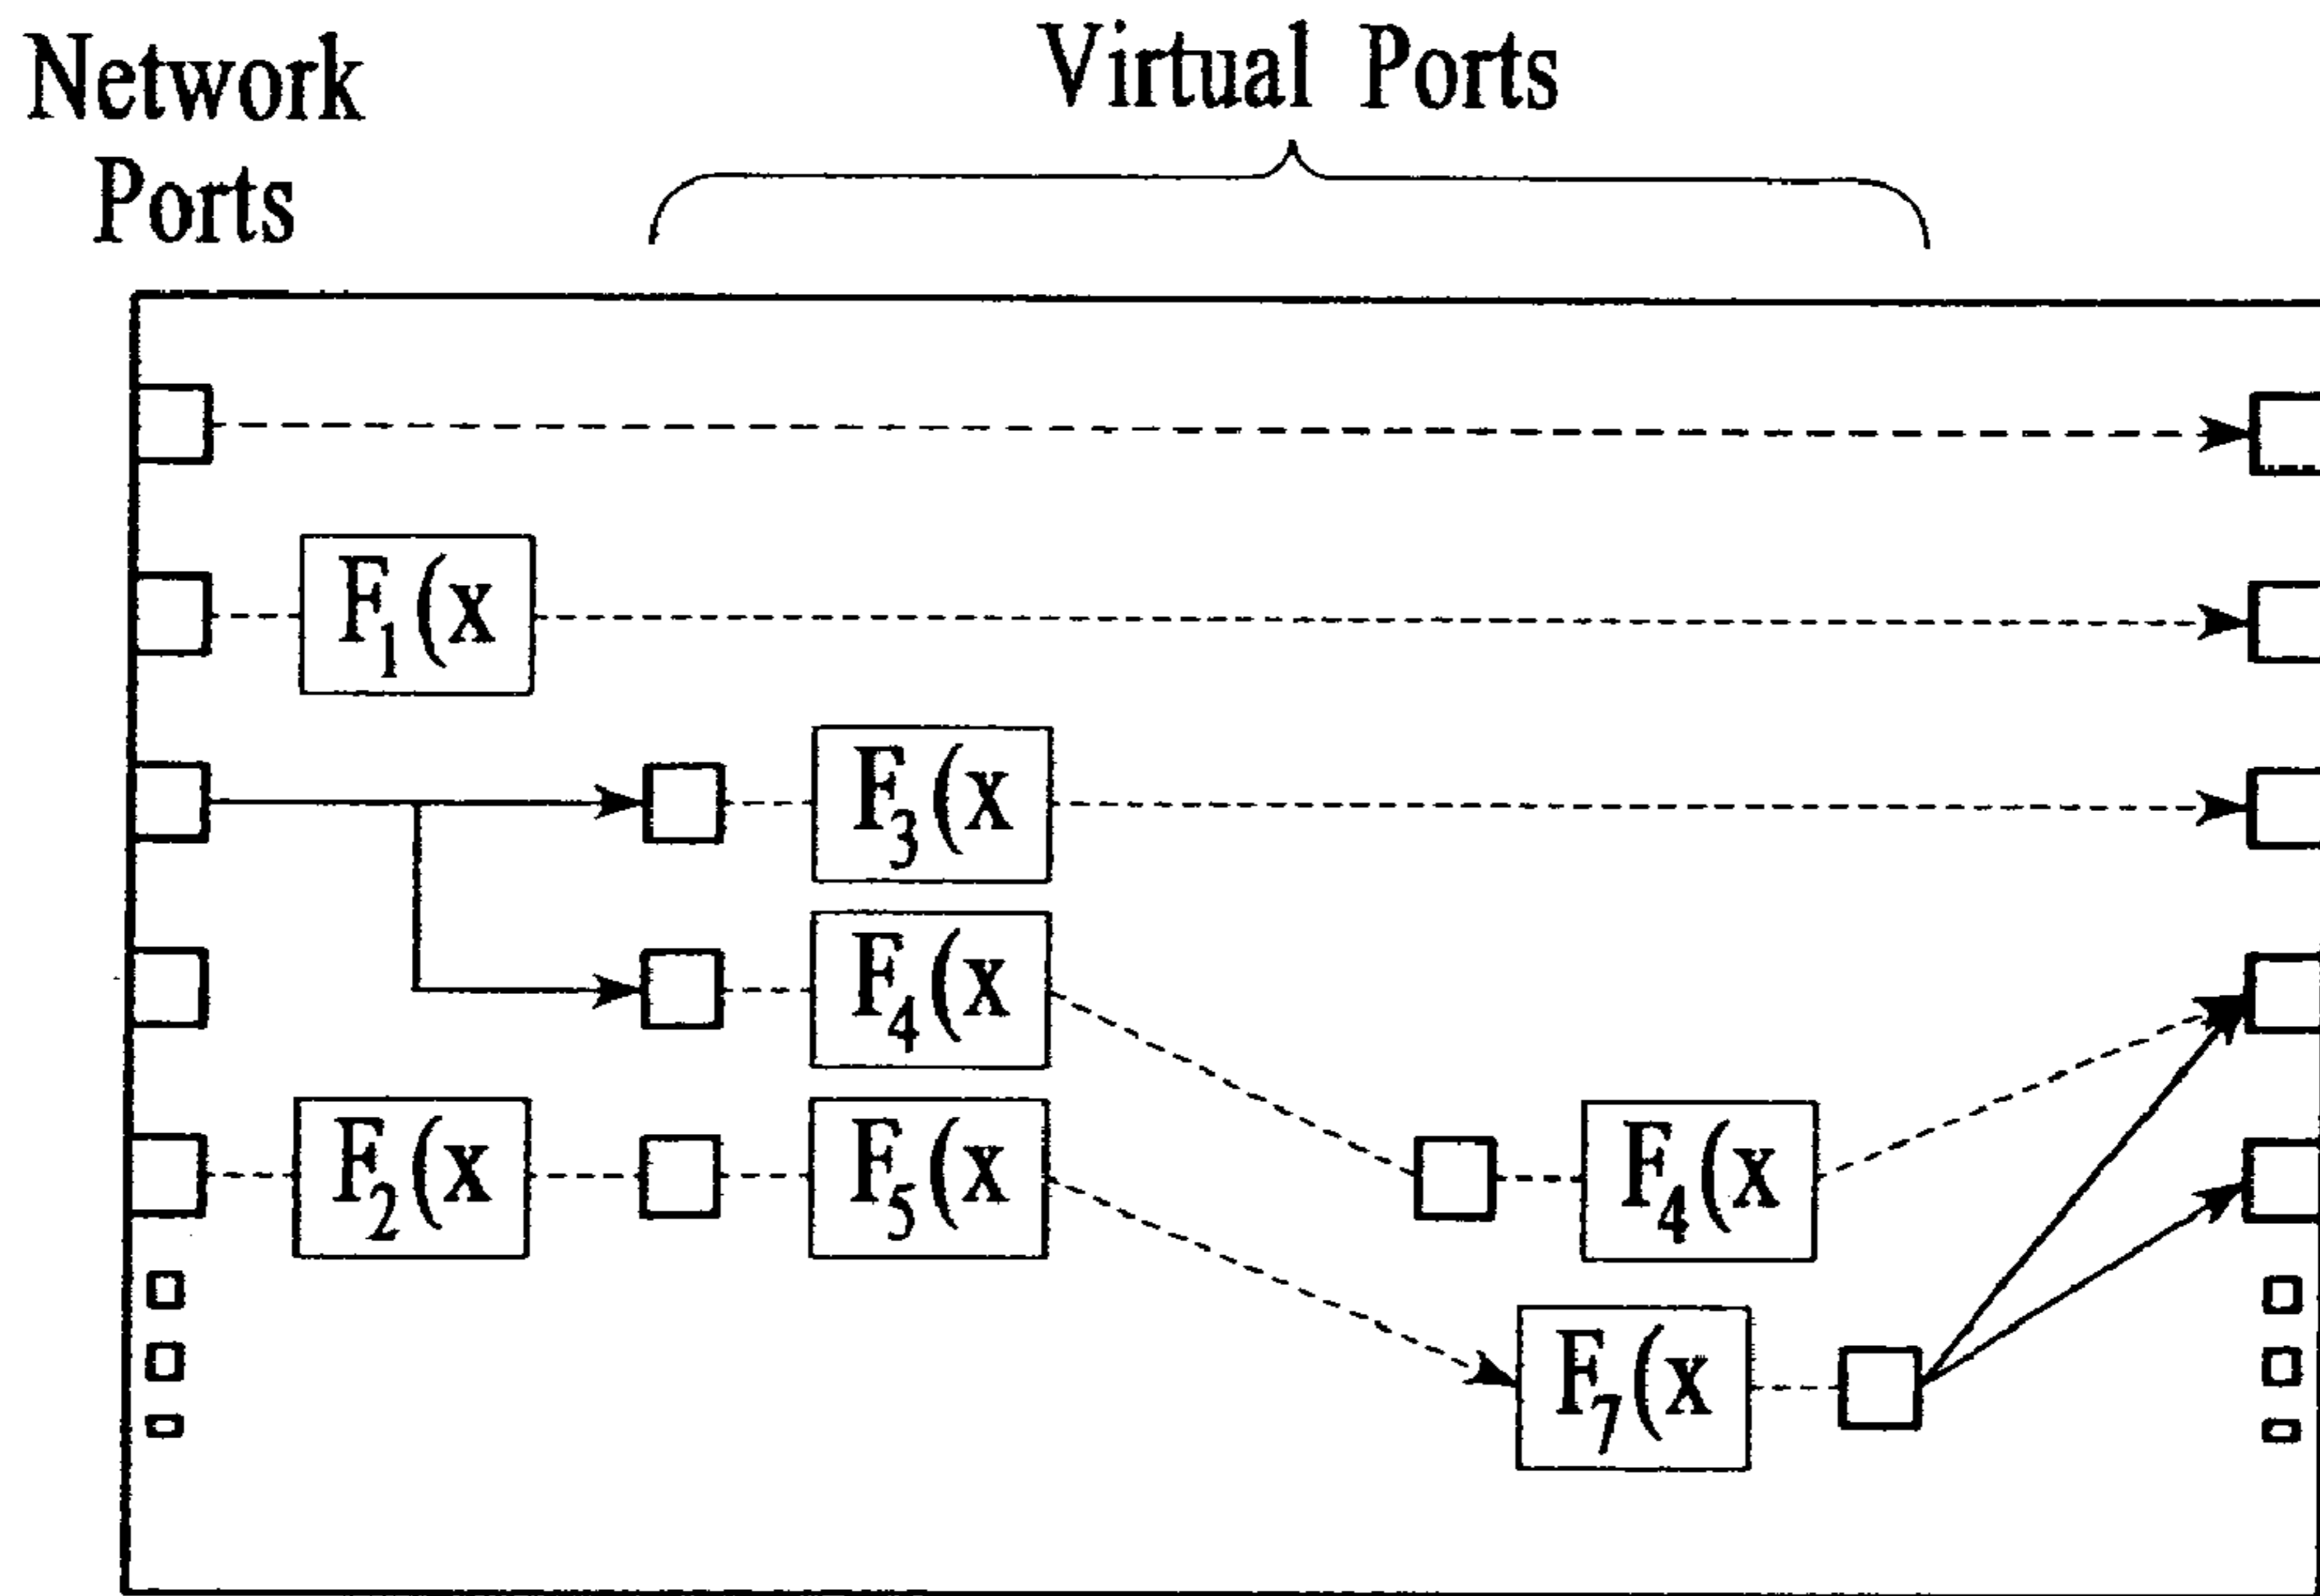 Network
Ports
Virtual Ports
F1(x
F3(x
F4(x
F2(x
F5(x
F4(x
F7(x